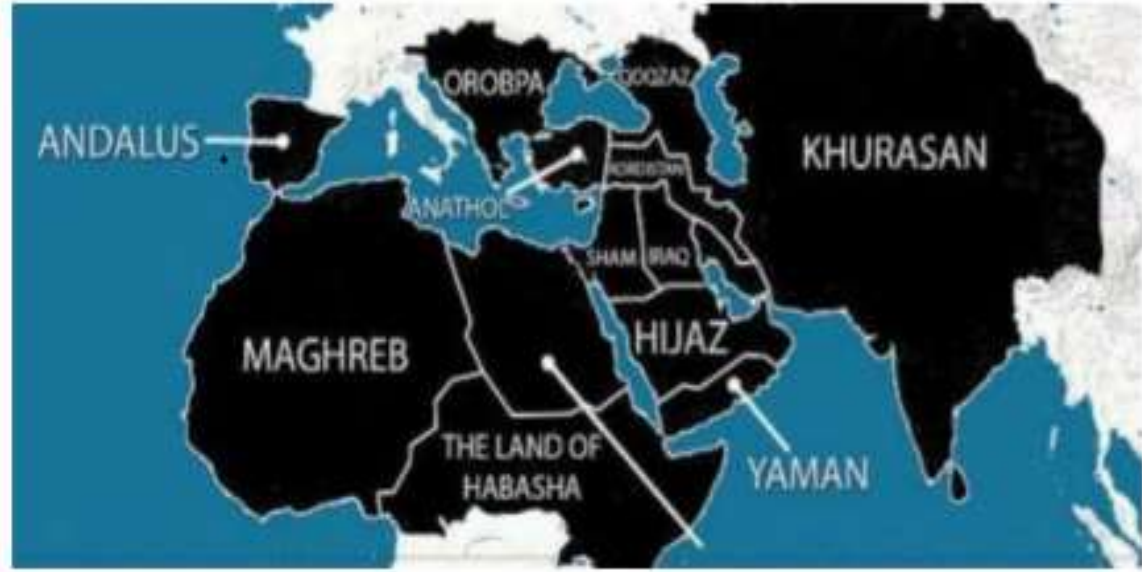 OROBPA
QOQZAZ
ANDALUS
KHURASAN
ANATHOL
SHAM
IRAQ
HIJAZ
MAGHREB
THE LAND OF
HABASHA
YAMAN